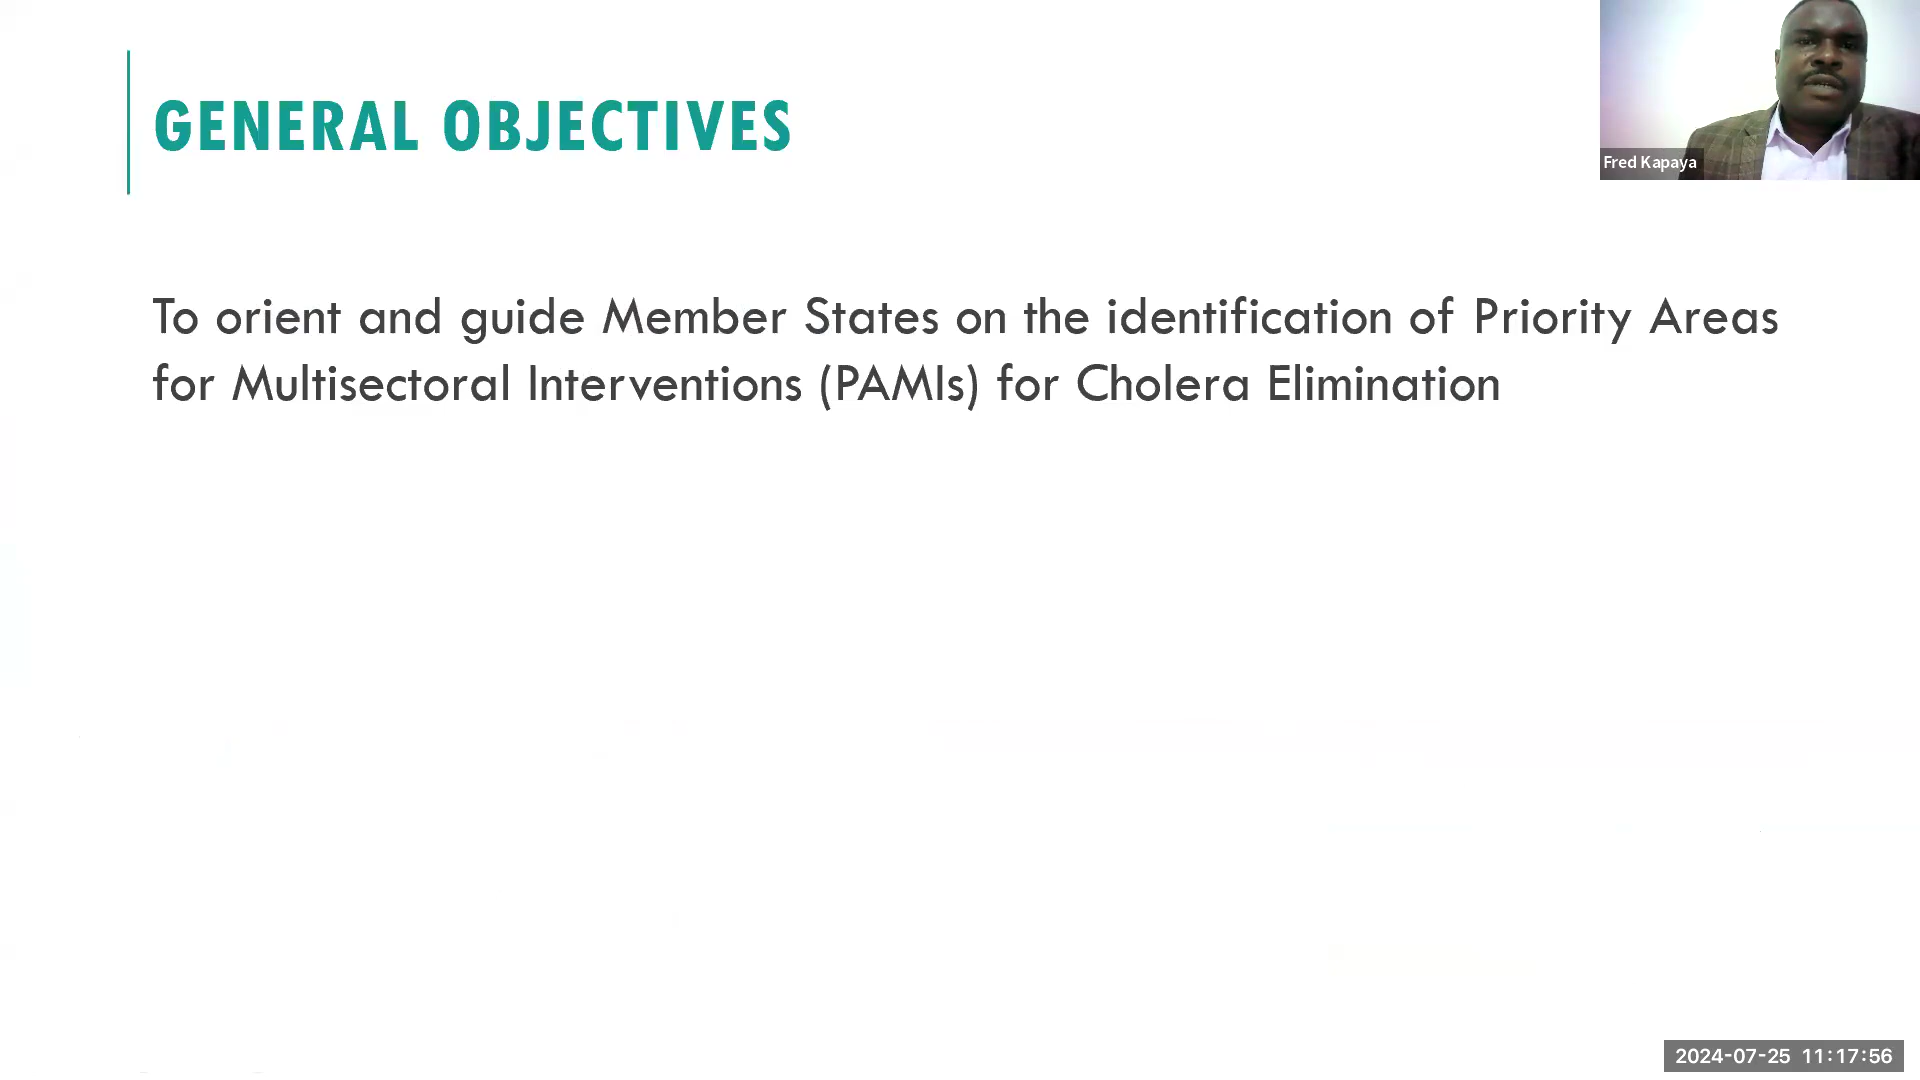 GENERAL OBJECTIVES
Fred Kapaya
To orient and guide Member States on the identification of Priority Areas
for Multisectoral Interventions (PAMIs) for Cholera Elimination
2024-07-25 11:17:56